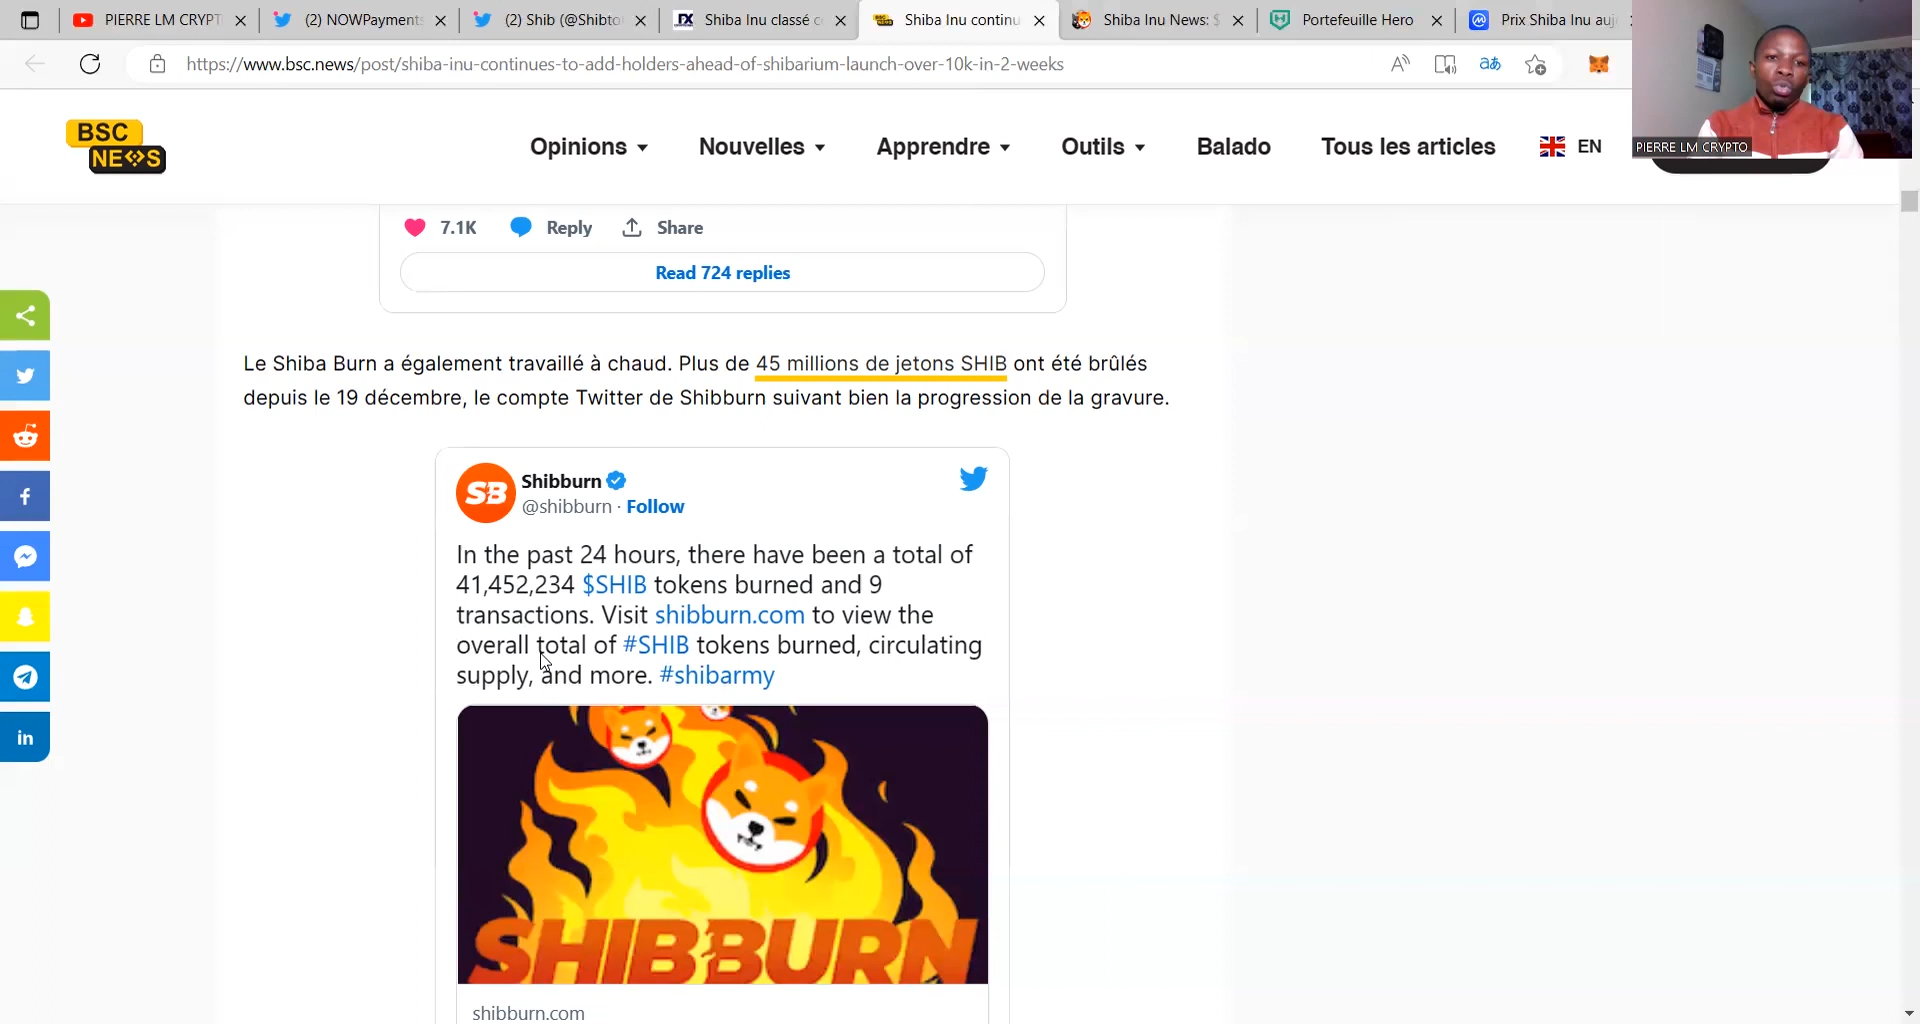 PIERRE LM CRYPT
(2) NOWPayment
(2) Shib (@Shibto
Shiba Inu classé c
Shiba Inu continu
Shiba Inu News: $
Portefeuille Hero
Prix Shiba Inu auj
https://www.bsc.news/post/shiba-inu-continues-to-add-holders-ahead-of-shibarium-launch-over-10k-in-2-weeks
PIERRE LM CRYPTO
BSC
NEWS
Opinions
Nouvelles
Apprendre
Outils
Balado
Tous les articles
EN
7.1K
Reply
Share
Read 724 replies
Le Shiba Burn a également travaillé à chaud. Plus de 45 millions de jetons SHIB ont été brûlés
depuis le 19 décembre, le compte Twitter de Shibburn suivant bien la progression de la gravure.
SB
Shibburn
@shibburn · Follow
In the past 24 hours, there have been a total of
41,452,234 $SHIB tokens burned and 9
transactions. Visit shibburn.com to view the
overall total of #SHIB tokens burned, circulating
supply, and more. #shibarmy
SHIBBURN
shibburn.com